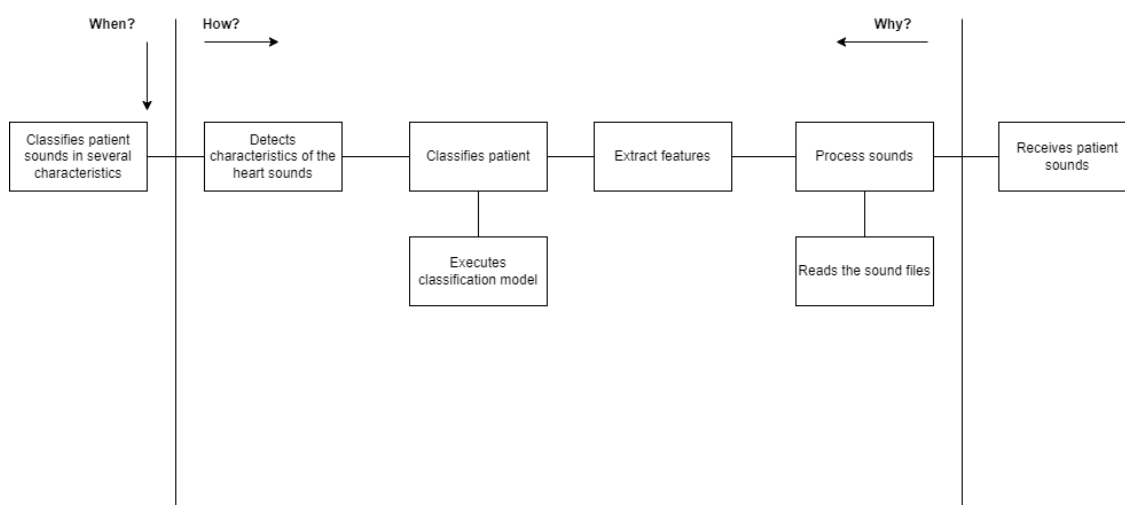 When?
How?
Why?
Classifies patient
sounds in several
characteristics
Detects
characteristics of the
heart sounds
Classifies patient
Extract features
Process sounds
Receives patient
sounds
Executes
classification model
Reads the sound files